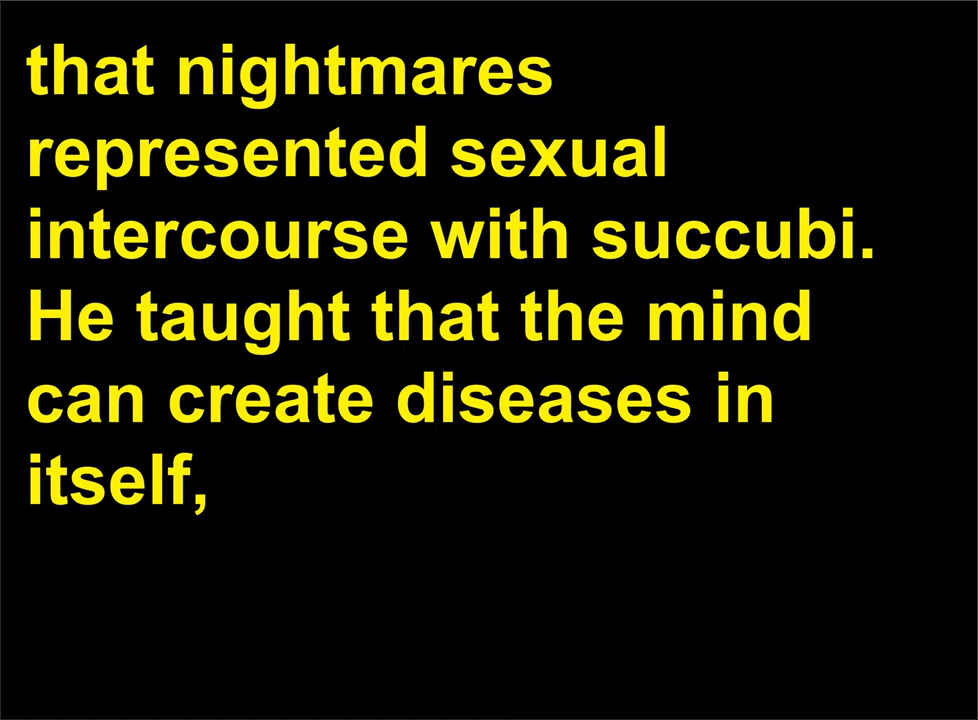 that nightmares
represented sexual
intercourse with succubi.
He taught that the mind
can create diseases in
itself,